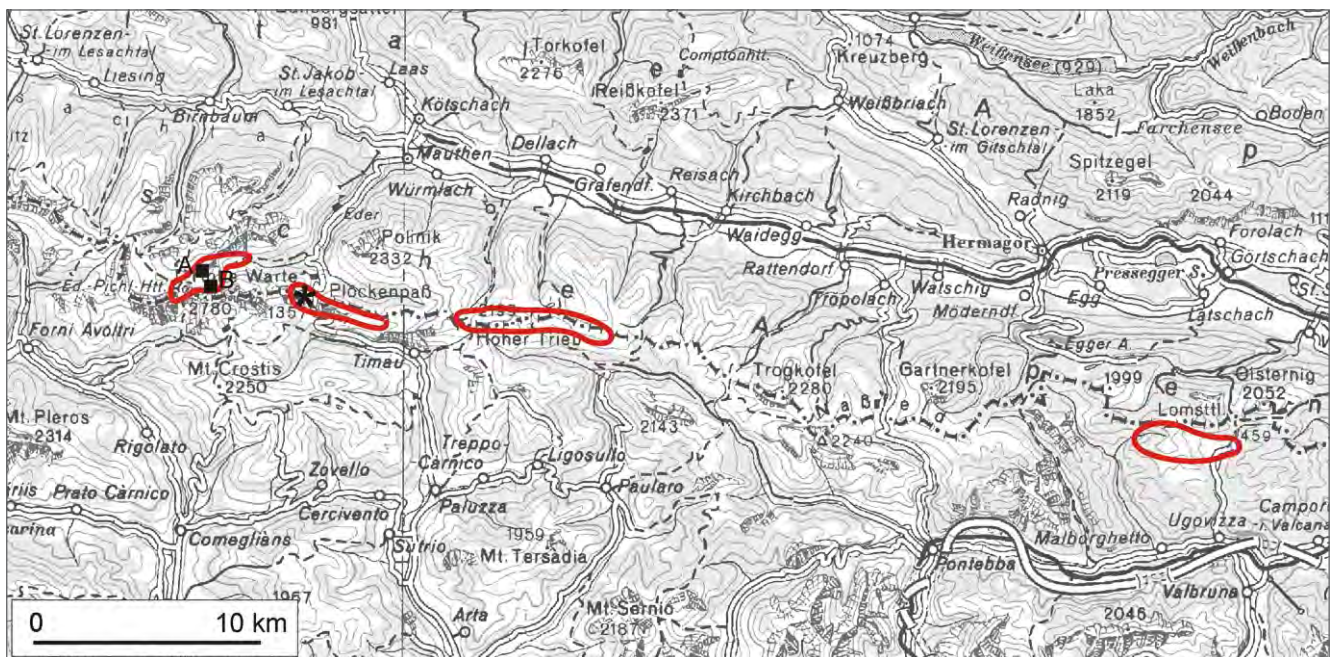 981
St. Lorenzen-
im Lesachtal
Liesing
St. Jakob
im Lesachtal
Birnbaum
Laas
Kötschach
Mauthen
Würmlach
Torkofel
2276
Reißkofel
2371
Comptonhtt.
1074
Kreuzberg
Weißensee (929)
Weißenbach
Laka
1852
Farchensee
Boden
Weißbriach
St. Lorenzen-
im Gitschtal
Spitzegel
2119
2044
Dellach
Grafendf.
Reisach
Kirchbach
Waidegg
Radnig
Hermagor
Forolach
Görtschach
Eder
Polinik
2332
Rattendorf
Tröpolach
Watschig
Möderndf.
Pressegger S.
Egg
Latschach
Egger A.
A
B
Ed.-Pichl-Htt.
Warte
2780
Plöckenpaß
Forni Avoltri
Timau
Hoher Trieb
Mt. Crostis
2250
Trogkofel
2280
Naßfeld
Gartnerkofel
2195
2240
1999
Oisternig
2052
Lomsttl.
Mt. Pleros
2314
Rigolato
2143
Treppo-
Càrnico
Ligosullo
Zovello
Paularo
Prato Càrnico
Cercivento
Paluzza
Comeglians
Sutrio
1959
Mt. Tersadia
Arta
Mt. Sernio
2187
Pontebba
Malborghetto
Ugovizza
Valbruna
2046
0 10 km